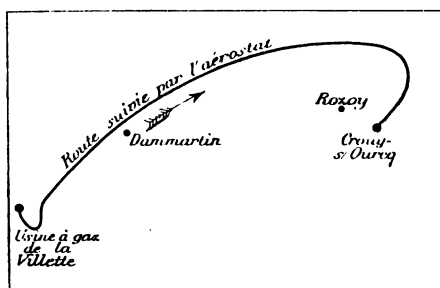 Route suivie par l'aérostat
Dammartin
Rozoy
Crouy-
s/ Ourcq
Usine à gaz
de la
Villette